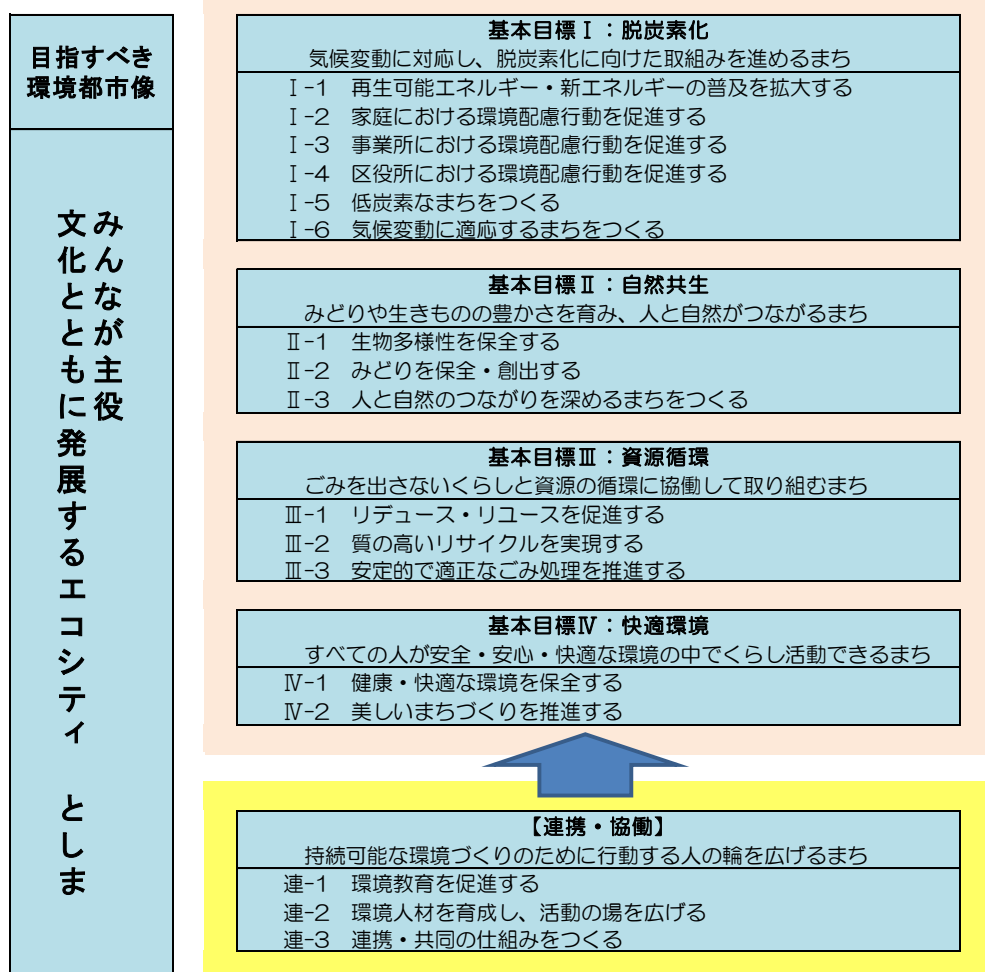 目指すべき
環境都市像
みんなが主役
文化とともに発展するエコシティ　としま
基本目標Ⅰ：脱炭素化
気候変動に対応し、脱炭素化に向けた取組みを進めるまち
Ⅰ-1　再生可能エネルギー・新エネルギーの普及を拡大する
Ⅰ-2　家庭における環境配慮行動を促進する
Ⅰ-3　事業所における環境配慮行動を促進する
Ⅰ-4　区役所における環境配慮行動を促進する
Ⅰ-5　低炭素なまちをつくる
Ⅰ-6　気候変動に適応するまちをつくる
基本目標Ⅱ：自然共生
みどりや生きものの豊かさを育み、人と自然がつながるまち
Ⅱ-1　生物多様性を保全する
Ⅱ-2　みどりを保全・創出する
Ⅱ-3　人と自然のつながりを深めるまちをつくる
基本目標Ⅲ：資源循環
ごみを出さないくらしと資源の循環に協働して取り組むまち
Ⅲ-1　リデュース・リユースを促進する
Ⅲ-2　質の高いリサイクルを実現する
Ⅲ-3　安定的で適正なごみ処理を推進する
基本目標Ⅳ：快適環境
すべての人が安全・安心・快適な環境の中でくらし活動できるまち
Ⅳ-1　健康・快適な環境を保全する
Ⅳ-2　美しいまちづくりを推進する
【連携・協働】
持続可能な環境づくりのために行動する人の輪を広げるまち
連-1　環境教育を促進する
連-2　環境人材を育成し、活動の場を広げる
連-3　連携・共同の仕組みをつくる